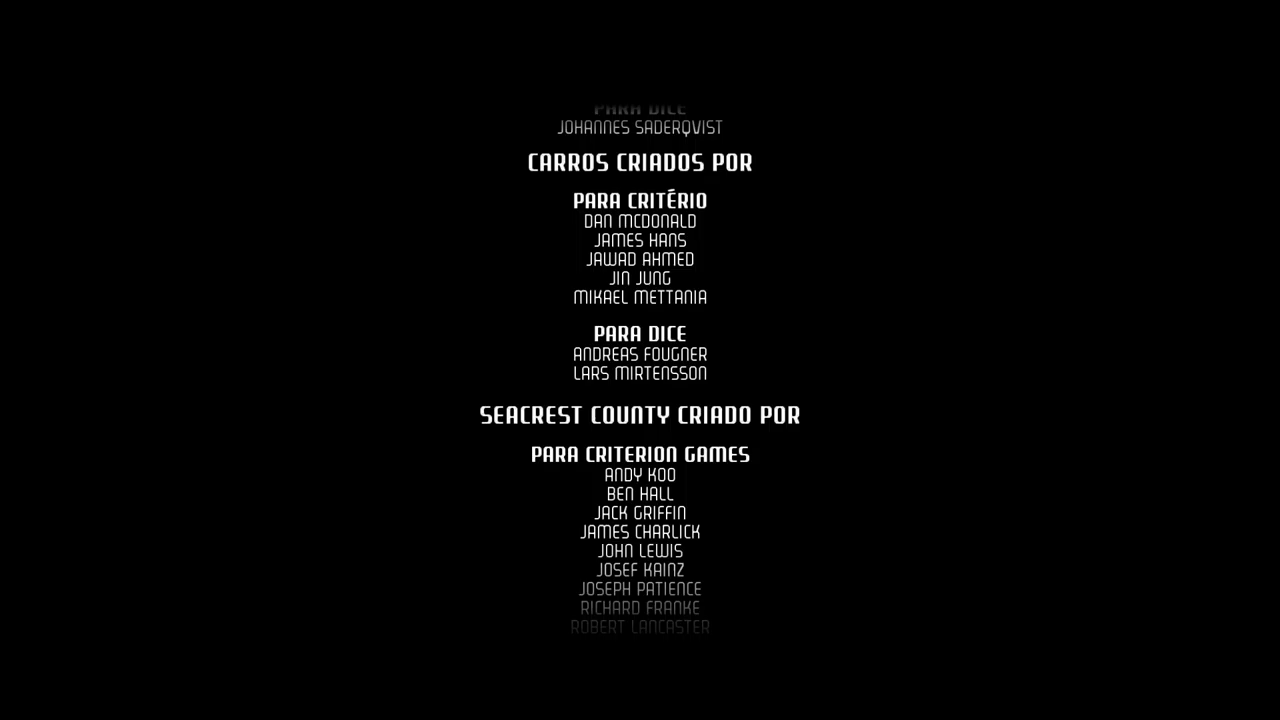 PARA DICE
JOHANNES SADERQVIST
CARROS CRIADOS POR
PARA CRITÉRIO
DAN MCDONALD
JAMES HANS
JAWAD AHMED
JIN JUNG
MIKAEL METTANIA
PARA DICE
ANDREAS FOUGNER
LARS MIRTENSSON
SEACREST COUNTY CRIADO POR
PARA CRITERION GAMES
ANDY KOO
BEN HALL
JACK GRIFFIN
JAMES CHARLICK
JOHN LEWIS
JOSEF KAINZ
JOSEPH PATIENCE
RICHARD FRANKE
ROBERT LANCASTER